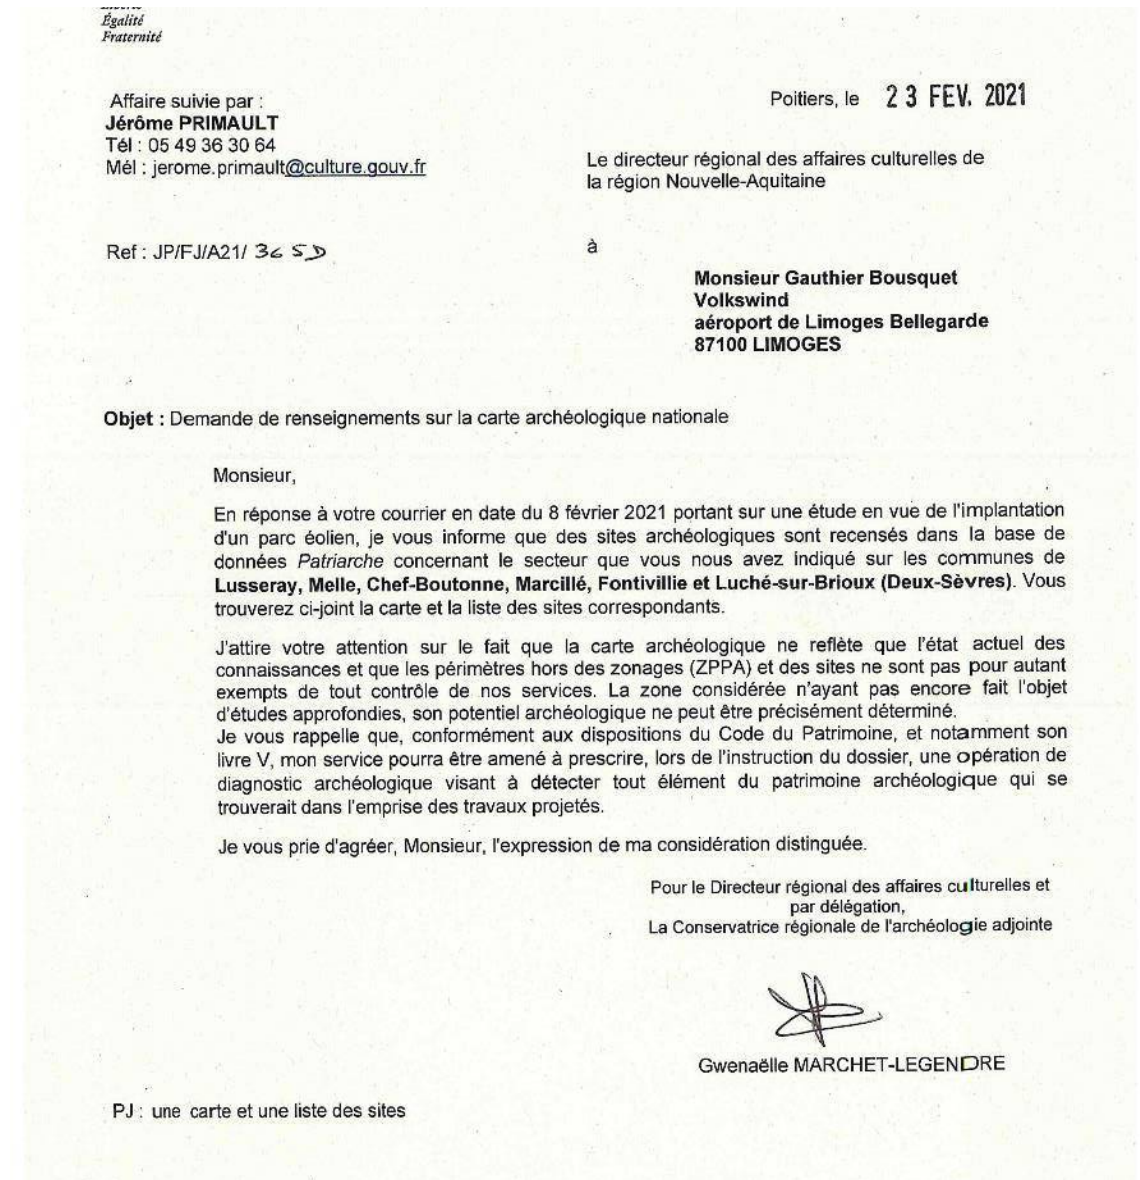 Égalité
Fraternité
Affaire suivie par :
Jérôme PRIMAULT
Tél : 05 49 36 30 64
Mél : jerome.primault@culture.gouv.fr
Poitiers, le 23 FEV. 2021
Le directeur régional des affaires culturelles de
la région Nouvelle-Aquitaine
Ref : JP/FJ/A21/ 365D
à
Monsieur Gauthier Bousquet
Volkswind
aéroport de Limoges Bellegarde
87100 LIMOGES
Objet : Demande de renseignements sur la carte archéologique nationale
Monsieur,
En réponse à votre courrier en date du 8 février 2021 portant sur une étude en vue de l'implantation
d'un parc éolien, je vous informe que des sites archéologiques sont recensés dans la base de
données Patriarche concernant le secteur que vous nous avez indiqué sur les communes de
Lusseray, Melle, Chef-Boutonne, Marcillé, Fontivillie et Luché-sur-Brioux (Deux-Sèvres). Vous
trouverez ci-joint la carte et la liste des sites correspondants.
J'attire votre attention sur le fait que la carte archéologique ne reflète que l'état actuel des
connaissances et que les périmètres hors des zonages (ZPPA) et des sites ne sont pas pour autant
exempts de tout contrôle de nos services. La zone considérée n'ayant pas encore fait l'objet
d'études approfondies, son potentiel archéologique ne peut être précisément déterminé.
Je vous rappelle que, conformément aux dispositions du Code du Patrimoine, et notamment son
livre V, mon service pourra être amené à prescrire, lors de l'instruction du dossier, une opération de
diagnostic archéologique visant à détecter tout élément du patrimoine archéologique qui se
trouverait dans l'emprise des travaux projetés.
Je vous prie d'agréer, Monsieur, l'expression de ma considération distinguée.
Pour le Directeur régional des affaires culturelles et
par délégation,
La Conservatrice régionale de l'archéologie adjointe
Gwenaëlle MARCHET-LEGENDRE
PJ : une carte et une liste des sites